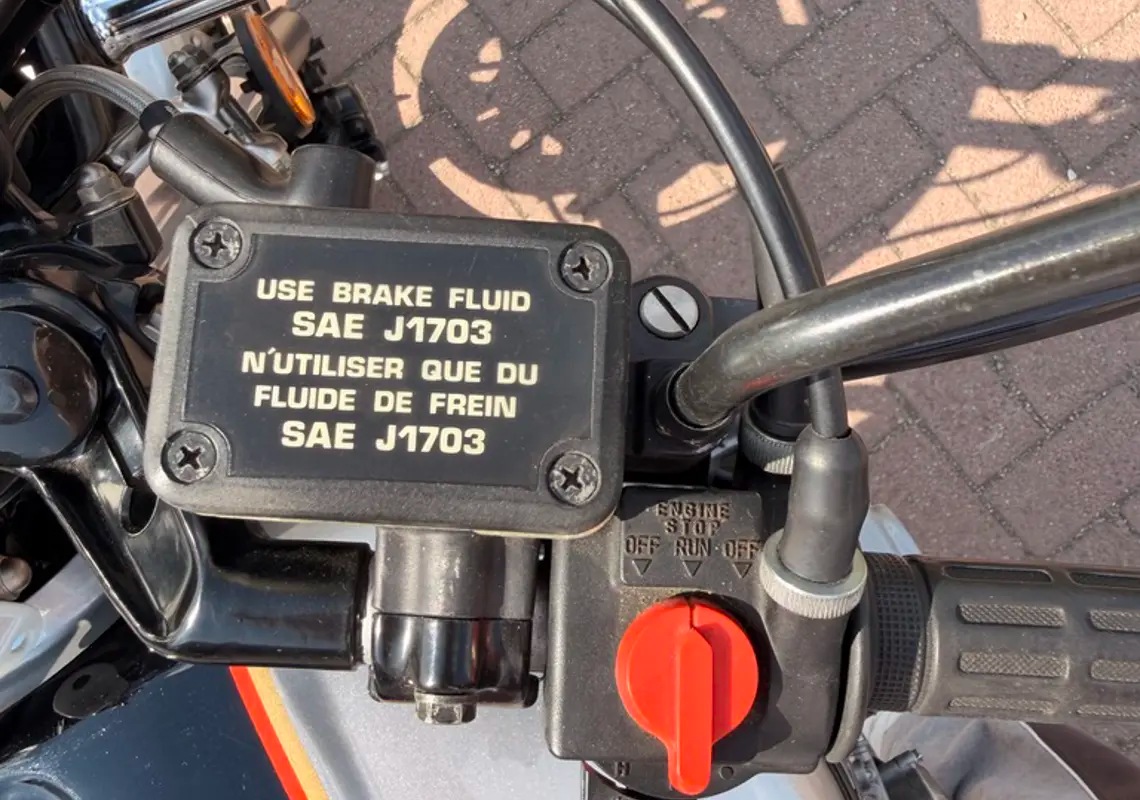 USE BRAKE FLUID
SAE J1703
N'UTILISER QUE DU
FLUIDE DE FREIN
SAE J1703
ENGINE
STOP
OFF RUN OFF
H